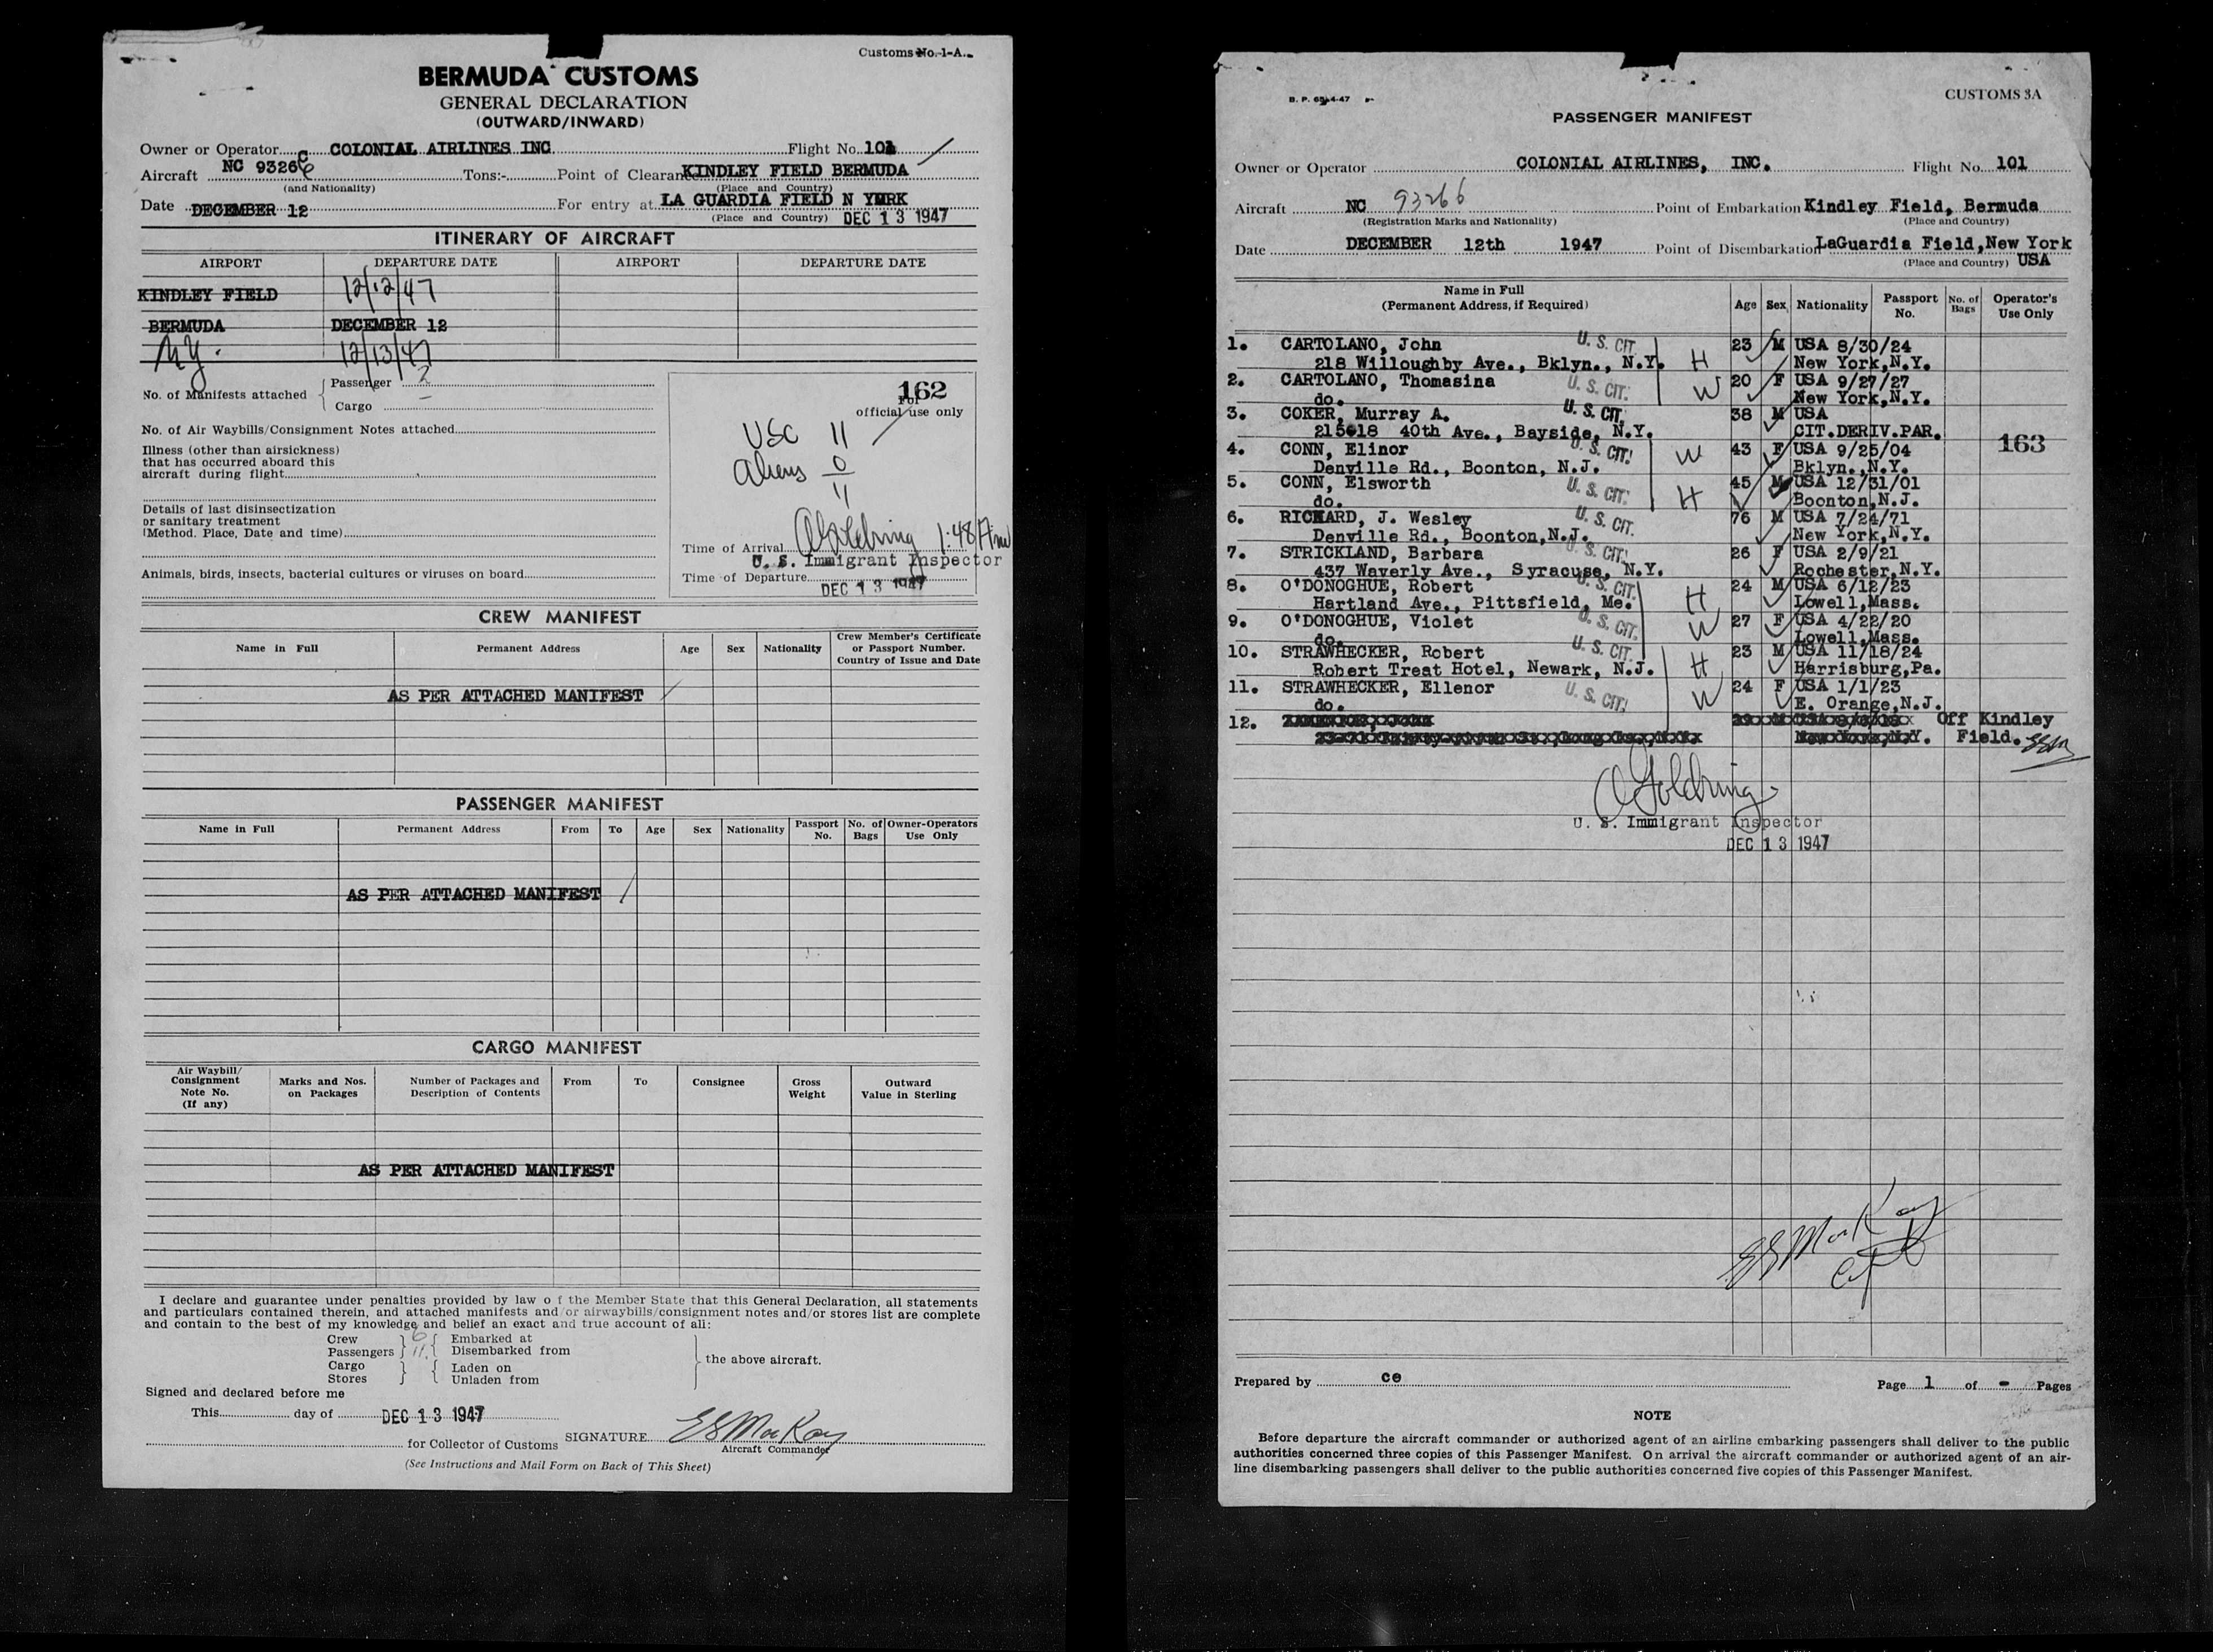 Customs No. 1-A.
BERMUDA CUSTOMS
GENERAL DECLARATION
(OUTWARD/INWARD)
Owner or Operator COLONIAL AIRLINES INC Flight No. 101
Aircraft NC 93266 Tons:- Point of Clearance KINDLEY FIELD BERMUDA
(and Nationality) (Place and Country)
Date DECEMBER 12 For entry at LA GUARDIA FIELD N YORK
(Place and Country) DEC 13 1947
ITINERARY OF AIRCRAFT
AIRPORT DEPARTURE DATE AIRPORT DEPARTURE DATE
KINDLEY FIELD 12/12/47
BERMUDA DECEMBER 12
NY. 12/13/47
No. of Manifests attached
Passenger 2
Cargo -
162
For
official use only
No. of Air Waybills/Consignment Notes attached
USC 11
Aliens 0
11
Illness (other than airsickness)
that has occurred aboard this
aircraft during flight
Details of last disinsectization
or sanitary treatment
(Method. Place, Date and time)
Time of Arrival AGoldring 1:48 Am
U. S. Immigrant Inspector
Animals, birds, insects, bacterial cultures or viruses on board
Time of Departure
DEC 13 1947
CREW MANIFEST
Name in Full Permanent Address Age Sex Nationality Crew Member's Certificate
or Passport Number.
Country of Issue and Date
AS PER ATTACHED MANIFEST
PASSENGER MANIFEST
Name in Full Permanent Address From To Age Sex Nationality Passport No. No. of Bags Owner-Operators Use Only
AS PER ATTACHED MANIFEST
CARGO MANIFEST
Air Waybill/ Consignment Note No. (If any) Marks and Nos. on Packages Number of Packages and Description of Contents From To Consignee Gross Weight Outward Value in Sterling
AS PER ATTACHED MANIFEST
I declare and guarantee under penalties provided by law of the Member State that this General Declaration, all statements
and particulars contained therein, and attached manifests and/or airwaybills/consignment notes and/or stores list are complete
and contain to the best of my knowledge and belief an exact and true account of all:
Crew 6 Embarked at
Passengers 11 Disembarked from
the above aircraft.
Cargo Laden on
Stores Unladen from
Signed and declared before me
This day of DEC 13 1947
for Collector of Customs SIGNATURE ESMacKay
Aircraft Commander
(See Instructions and Mail Form on Back of This Sheet)
CUSTOMS 3A
PASSENGER MANIFEST
Owner or Operator COLONIAL AIRLINES, INC. Flight No. 101
Aircraft NC 93266 Point of Embarkation Kindley Field, Bermuda
(Registration Marks and Nationality) (Place and Country)
Date DECEMBER 12th 1947 Point of Disembarkation LaGuardia Field, New York
(Place and Country) USA
Name in Full
(Permanent Address, if Required) Age Sex Nationality Passport No. No. of Bags Operator's Use Only
1. CARTOLANO, John U. S. CIT. 23 M USA 8/30/24
218 Willoughby Ave., Bklyn., N.Y. H New York, N.Y.
2. CARTOLANO, Thomasina U. S. CIT. W 20 F USA 9/27/27
do. New York, N.Y.
3. COKER, Murray A. U. S. CIT. 38 M USA
215-18 40th Ave., Bayside, N.Y. CIT.DERIV.PAR.
163
4. CONN, Elinor U. S. CIT. W 43 F USA 9/25/04
Denville Rd., Boonton, N.J. Bklyn., N.Y.
5. CONN, Elsworth U. S. CIT. H 45 M USA 12/31/01
do. Boonton, N.J.
6. RICKARD, J. Wesley U. S. CIT. 76 M USA 7/24/71
Denville Rd., Boonton, N.J. New York, N.Y.
7. STRICKLAND, Barbara U. S. CIT. 26 F USA 2/9/21
437 Waverly Ave., Syracuse, N.Y. Rochester, N.Y.
8. O'DONOGHUE, Robert U. S. CIT. H 24 M USA 6/12/23
Hartland Ave., Pittsfield, Me. Lowell, Mass.
9. O'DONOGHUE, Violet U. S. CIT. W 27 F USA 4/22/20
do. Lowell, Mass.
10. STRAWHECKER, Robert U. S. CIT. 23 M USA 11/18/24
Robert Treat Hotel, Newark, N.J. H Harrisburg, Pa.
11. STRAWHECKER, Ellenor U. S. CIT. W 24 F USA 1/1/23
do. E. Orange, N.J.
12. Off Kindley
Field. ESM
AGoldring
U. S. Immigrant Inspector
DEC 13 1947
ESMacKay
Capt
Prepared by ce Page 1 of - Pages
NOTE
Before departure the aircraft commander or authorized agent of an airline embarking passengers shall deliver to the public
authorities concerned three copies of this Passenger Manifest. On arrival the aircraft commander or authorized agent of an air-
line disembarking passengers shall deliver to the public authorities concerned five copies of this Passenger Manifest.